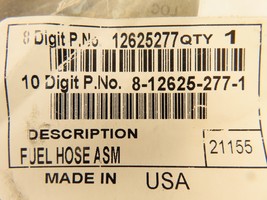 8 Digit P.No. 12625277 QTY 1
10 Digit P.No. 8-12625-277-1
DESCRIPTION
FUEL HOSE ASM
21155
MADE IN USA